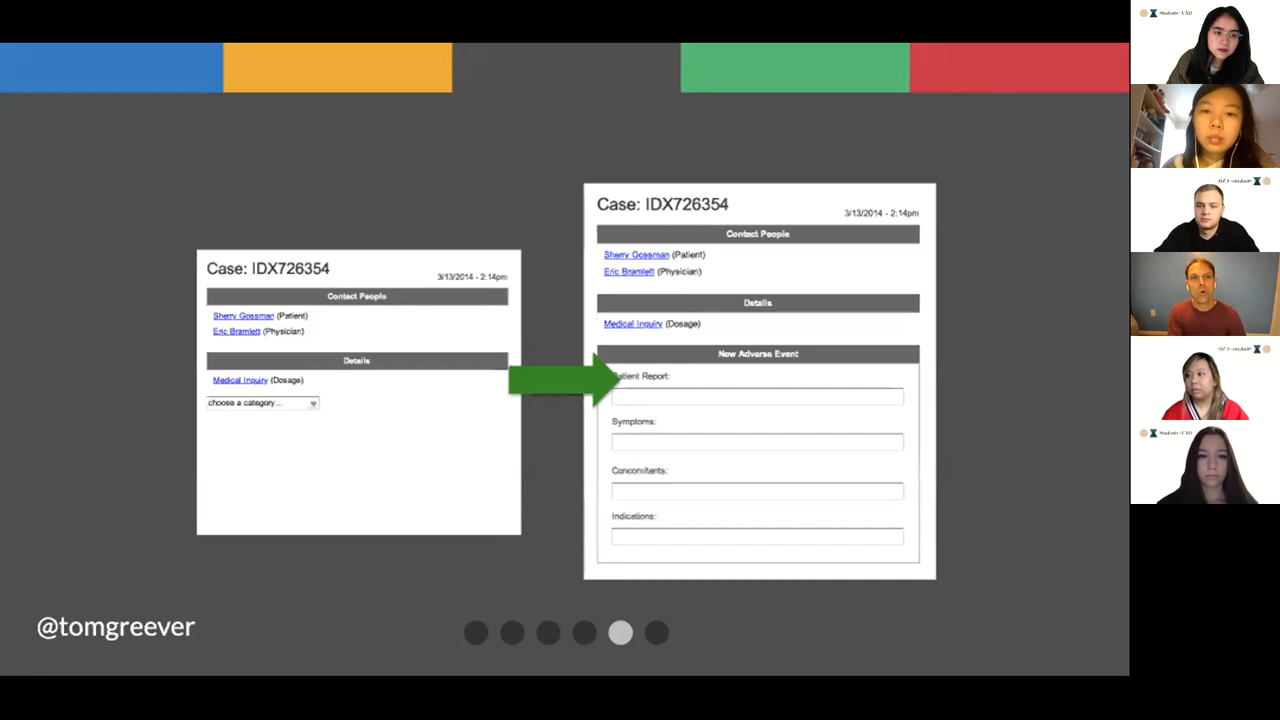 Case: IDX726354
3/13/2014 - 2:14pm
Contact People
Sherry Gossman (Patient)
Eric Bramlett (Physician)
Details
Medical Inquiry (Dosage)
choose a category...
Case: IDX726354
3/13/2014 - 2:14pm
Contact People
Sherry Gossman (Patient)
Eric Bramlett (Physician)
Details
Medical Inquiry (Dosage)
New Adverse Event
Patient Report:
Symptoms:
Concomitants:
Indications:
@tomgreever